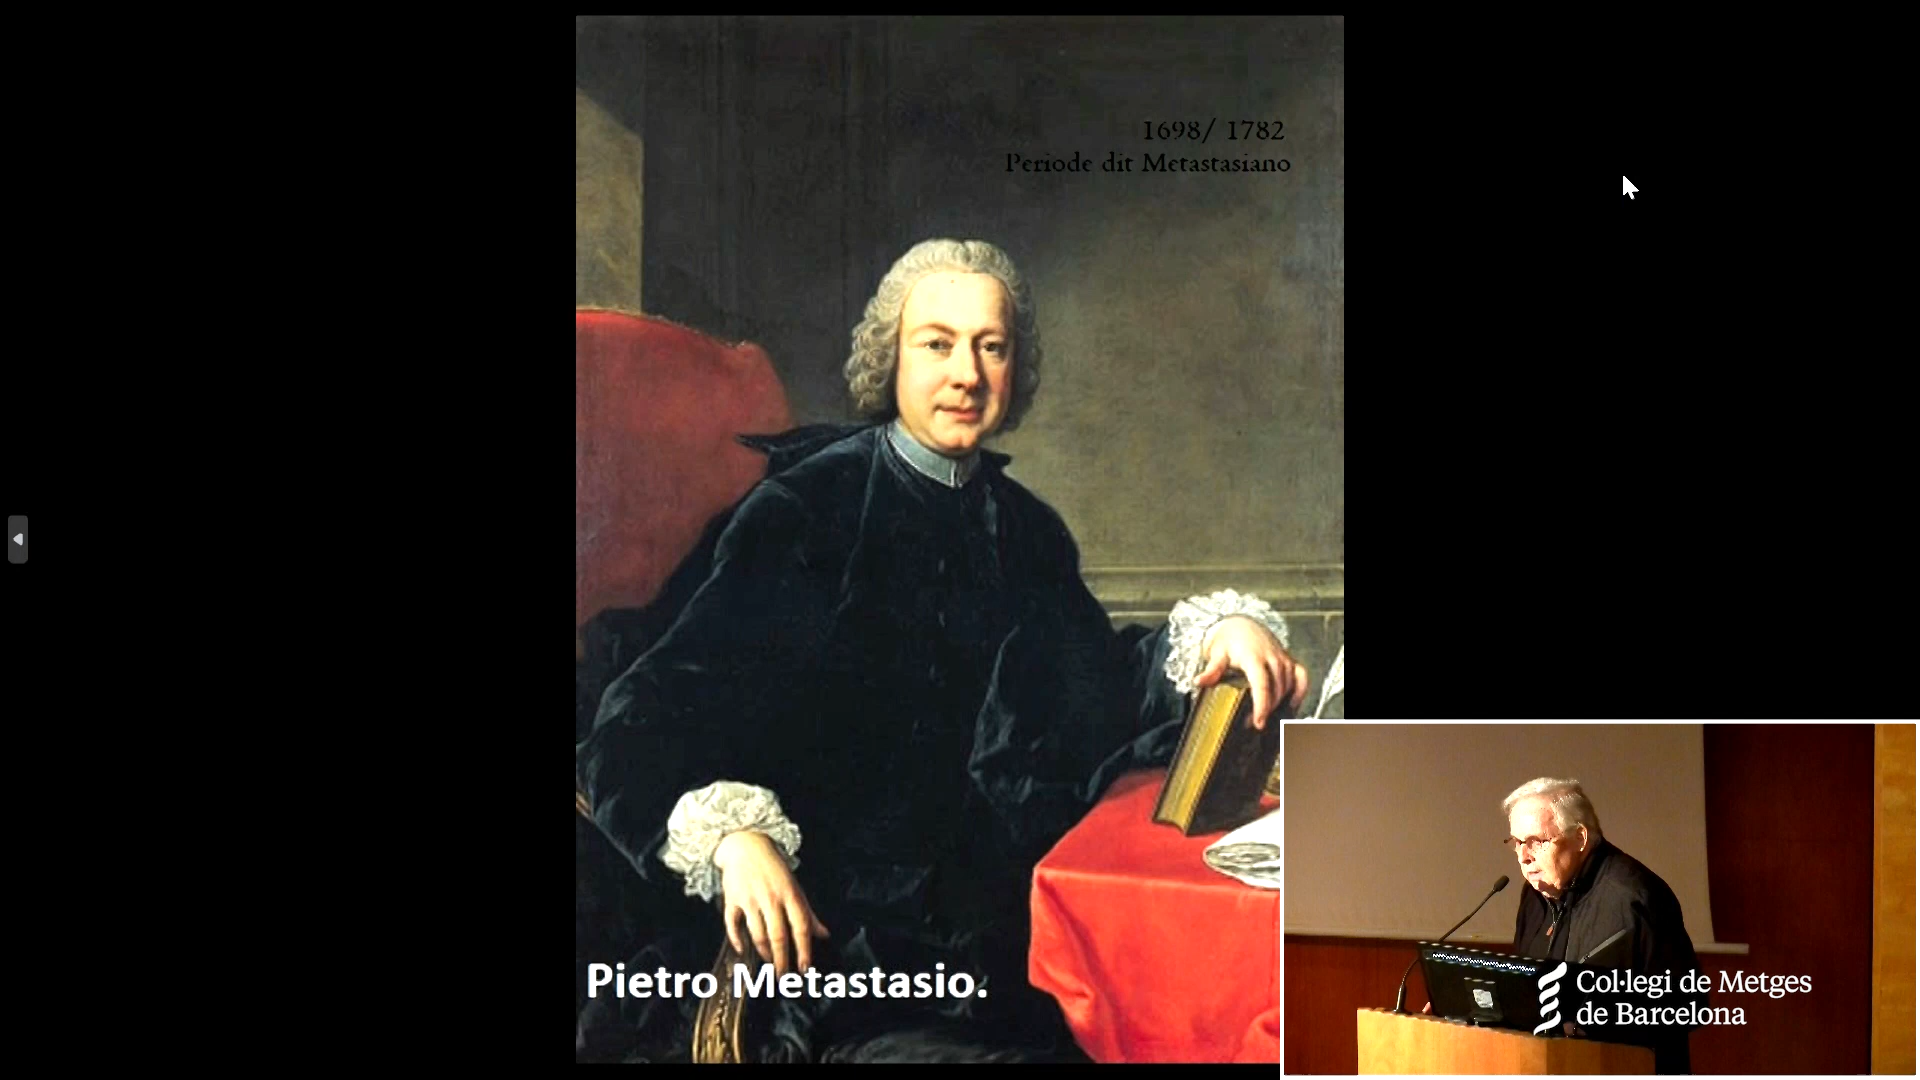 1698/ 1782
Periode dit Metastasiano
Pietro Metastasio.
Col·legi de Metges
de Barcelona